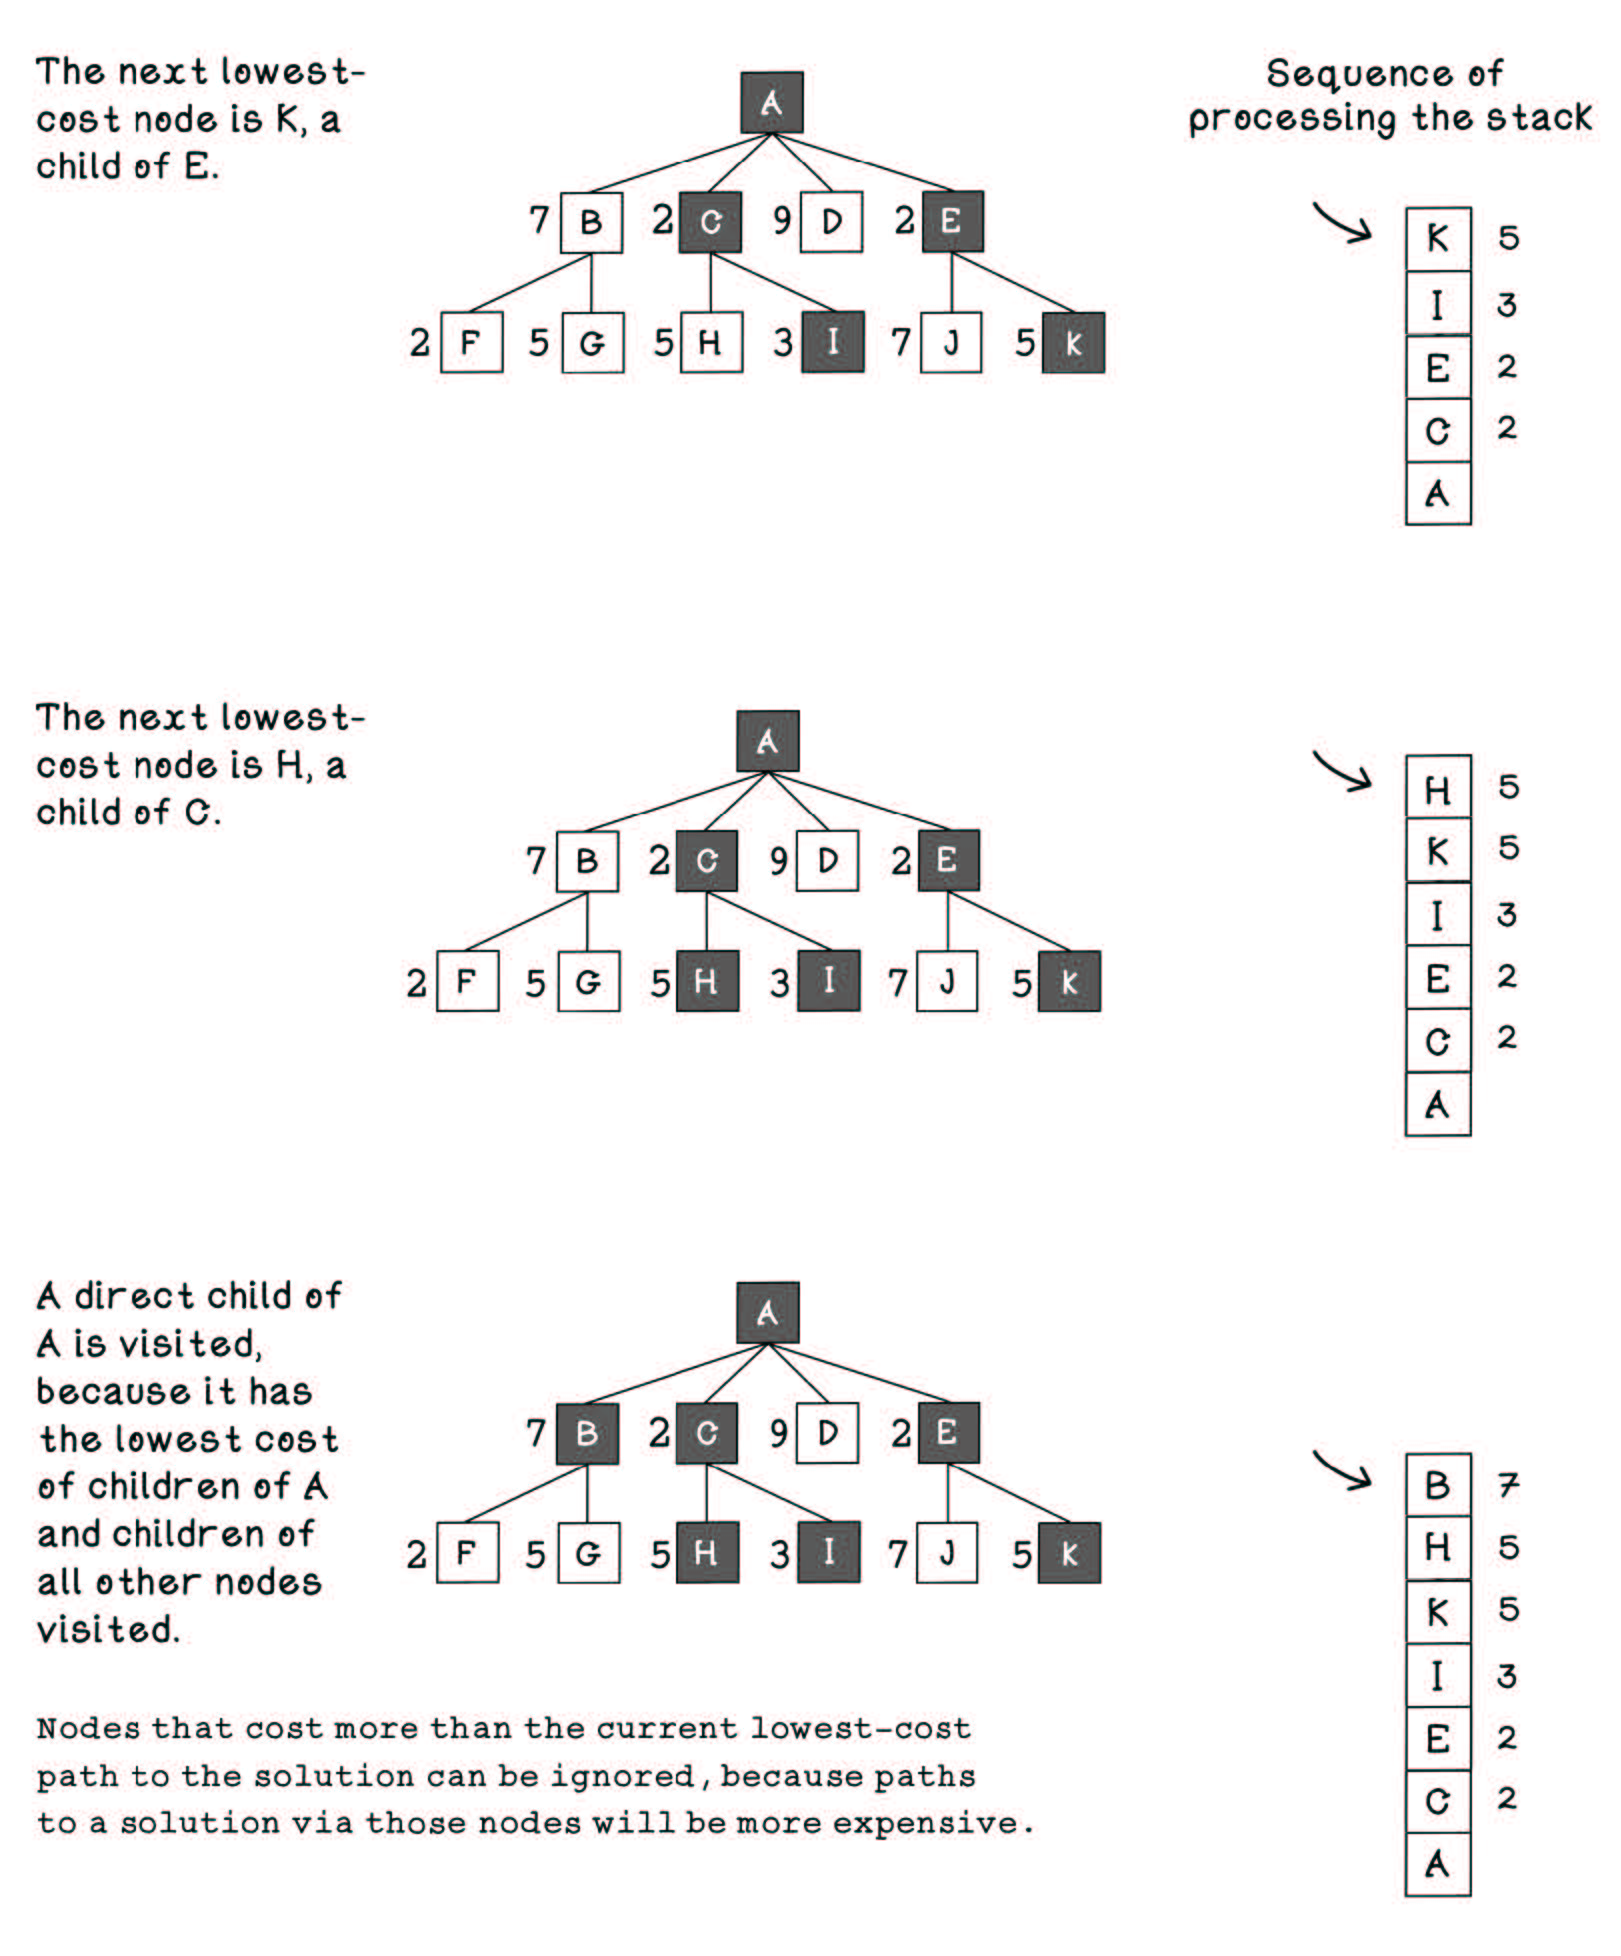 The next lowest-
cost node is K, a
child of E.
Sequence of
processing the stack
A
7 B 2 C 9 D 2 E
2 F 5 G 5 H 3 I 7 J 5 K
K 5
I 3
E 2
C 2
A
The next lowest-
cost node is H, a
child of C.
A
7 B 2 C 9 D 2 E
2 F 5 G 5 H 3 I 7 J 5 K
H 5
K 5
I 3
E 2
C 2
A
A direct child of
A is visited,
because it has
the lowest cost
of children of A
and children of
all other nodes
visited.
A
7 B 2 C 9 D 2 E
2 F 5 G 5 H 3 I 7 J 5 K
B 7
H 5
K 5
I 3
E 2
C 2
A
Nodes that cost more than the current lowest-cost
path to the solution can be ignored, because paths
to a solution via those nodes will be more expensive.